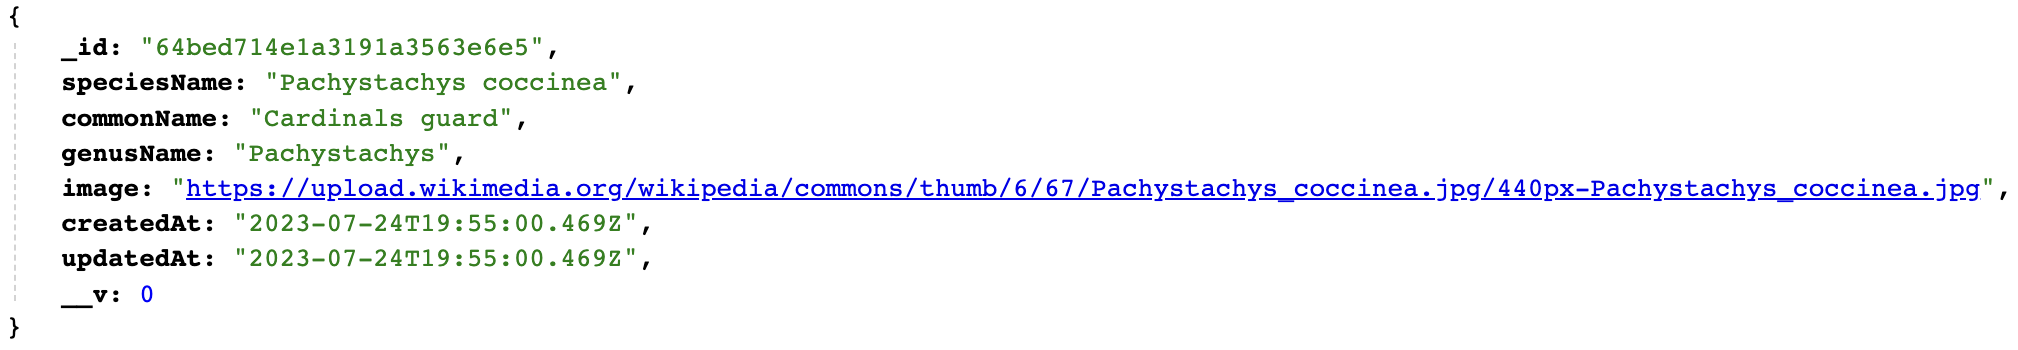 {
_id: "64bed714e1a3191a3563e6e5",
speciesName: "Pachystachys coccinea",
commonName: "Cardinals guard",
genusName: "Pachystachys",
image: "https://upload.wikimedia.org/wikipedia/commons/thumb/6/67/Pachystachys_coccinea.jpg/440px-Pachystachys_coccinea.jpg",
createdAt: "2023-07-24T19:55:00.469Z",
updatedAt: "2023-07-24T19:55:00.469Z",
__v: 0
}